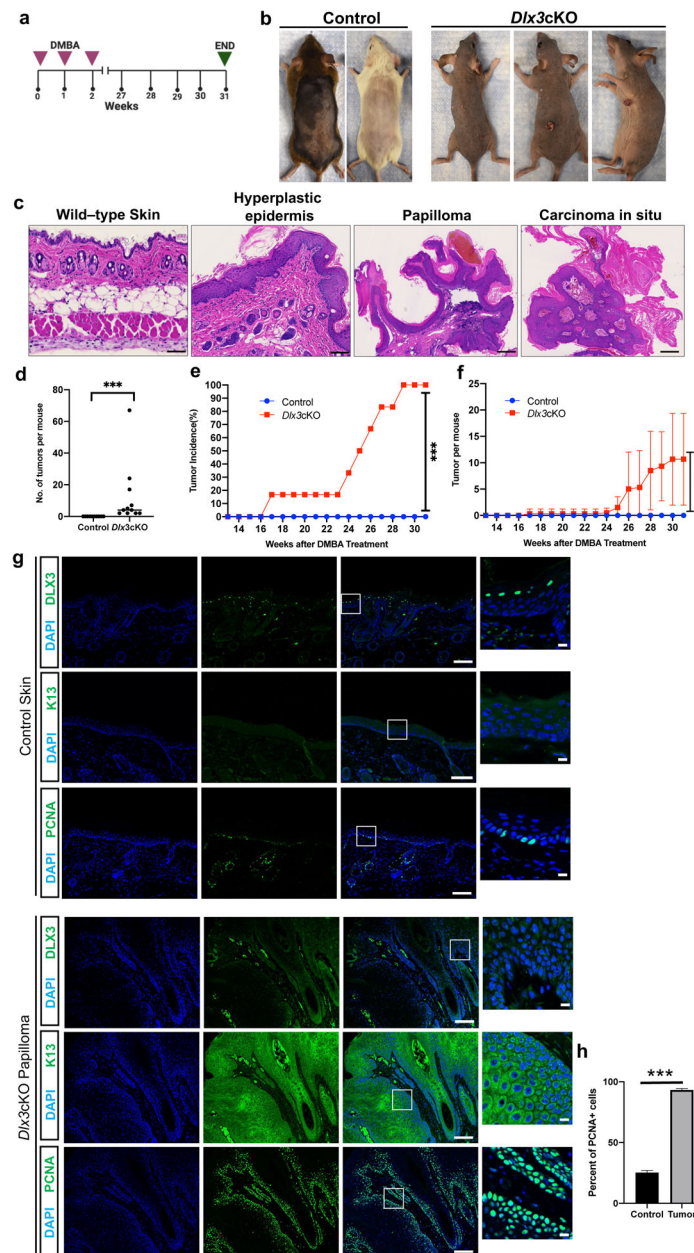 a
DMBA
END
0 1 2 27 28 29 30 31
Weeks
b
Control
Dlx3cKO
c
Wild–type Skin
Hyperplastic
epidermis
Papilloma
Carcinoma in situ
d
***
No. of tumors per mouse
80
60
40
20
0
Control Dlx3cKO
e
Control
Dlx3cKO
Tumor Incidence(%)
100
90
80
70
60
50
40
30
20
10
0
14 16 18 20 22 24 26 28 30
Weeks after DMBA Treatment
***
f
Control
Dlx3cKO
Tumor per mouse
25
20
15
10
5
0
14 16 18 20 22 24 26 28 30
Weeks after DMBA Treatment
g
Control Skin
DAPI DLX3
DAPI K13
DAPI PCNA
Dlx3cKO Papilloma
DAPI DLX3
DAPI K13
DAPI PCNA
h
***
Percent of PCNA+ cells
100
50
0
Control Tumor